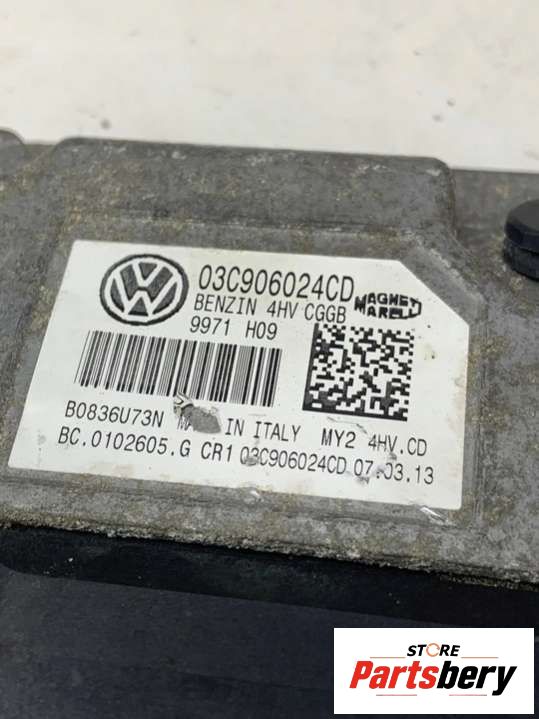 03C906024CD
BENZIN 4HV CGGB
MAGNETI
MARELLI
9971 H09
B0836U73N IN ITALY MY2 4HV.CD
BC.0102605.G CR1 03C906024CD 07.03.13
STORE
Partsbery